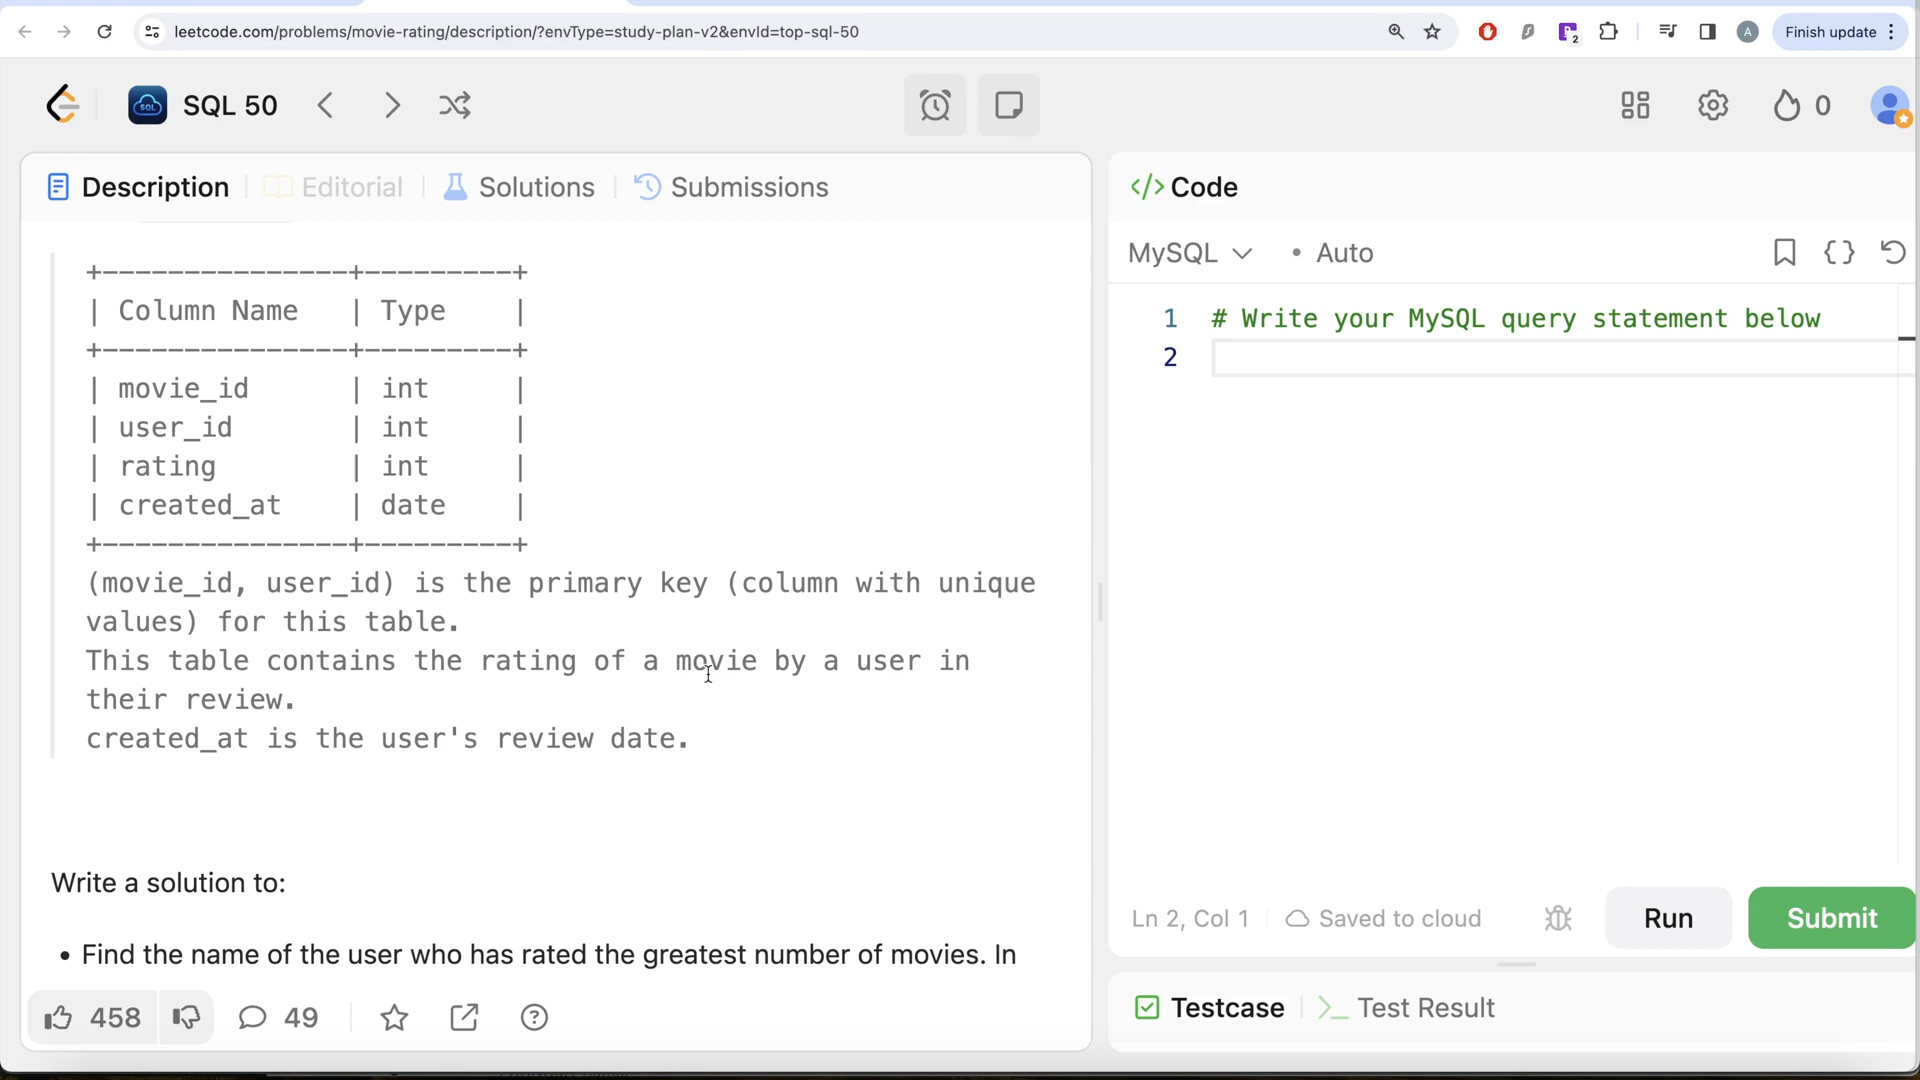 leetcode.com/problems/movie-rating/description/?envType=study-plan-v2&envId=top-sql-50
2
A
Finish update
SQL
SQL 50
0
Description
Editorial
Solutions
Submissions
+---------------+---------+
| Column Name   | Type    |
+---------------+---------+
| movie_id      | int     |
| user_id       | int     |
| rating        | int     |
| created_at    | date    |
+---------------+---------+
(movie_id, user_id) is the primary key (column with unique
values) for this table.
This table contains the rating of a movie by a user in
their review.
created_at is the user's review date.
Write a solution to:
• Find the name of the user who has rated the greatest number of movies. In
458
49
</> Code
MySQL
• Auto
{}
1 # Write your MySQL query statement below
2
Ln 2, Col 1
Saved to cloud
Run
Submit
Testcase
>_ Test Result